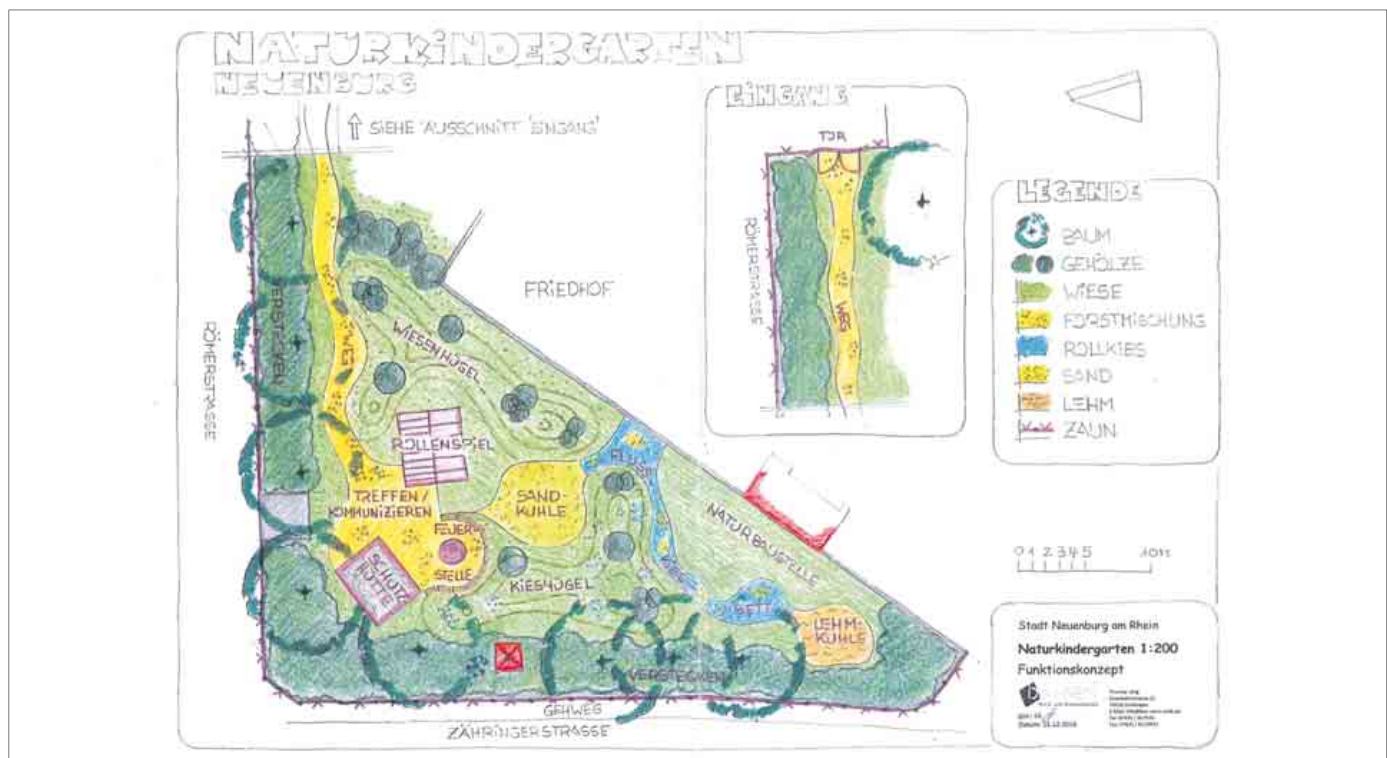 NATURKINDERGARTEN
NEUENBURG
SIEHE 'AUSSCHNITT 'EINGANG'
EINGANG
TOR
RÖMERSTRASSE
WEG
LEGENDE
BAUM
GEHÖLZE
WIESE
FORSTMISCHUNG
ROLLKIES
SAND
LEHM
ZAUN
FRIEDHOF
RÖMERSTRASSE
VERSTECKEN
WEG
WIESENHÜGEL
ROLLENSPIEL
TREFFEN/
KOMMUNIZIEREN
SAND-
KUHLE
FEUER-
STELLE
SCHUTZ
HÜTTE
KIESHÜGEL
NATURBAUSTELLE
BETT
LEHM-
KUHLE
VERSTECKEN
GEHWEG
ZÄHRINGERSTRASSE
0 1 2 3 4 5 10m
Stadt Neuenburg am Rhein
Naturkindergarten 1:200
Funktionskonzept